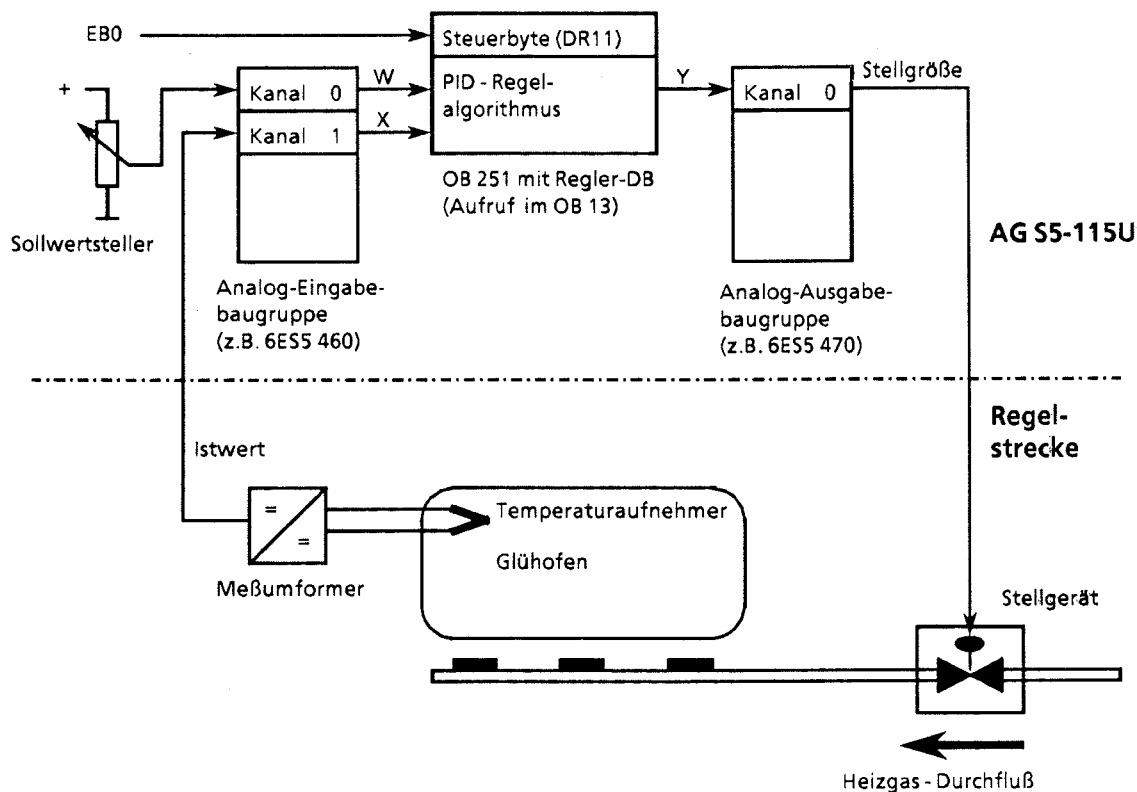 EB0
Steuerbyte (DR11)
+
Kanal 0
W
PID - Regel-
algorithmus
Y
Kanal 0
Stellgröße
Kanal 1
X
OB 251 mit Regler-DB
(Aufruf im OB 13)
Sollwertsteller
AG S5-115U
Analog-Eingabe-
baugruppe
(z.B. 6ES5 460)
Analog-Ausgabe-
baugruppe
(z.B. 6ES5 470)
Regel-
strecke
Istwert
=
=
Temperaturaufnehmer
Glühofen
Meßumformer
Stellgerät
Heizgas - Durchfluß